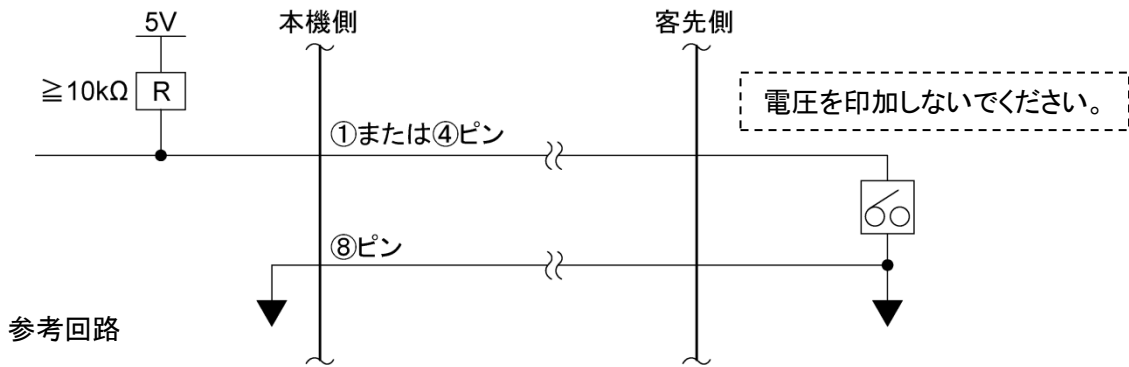 5V
本機側
客先側
≧10kΩ
R
電圧を印加しないでください。
①または④ピン
⑧ピン
参考回路